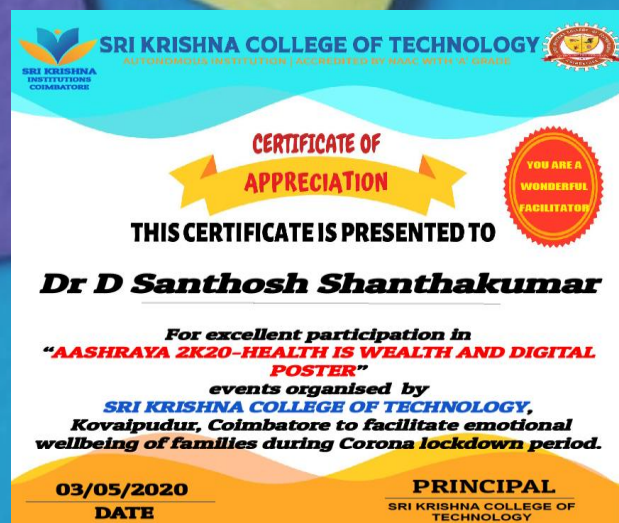 SRI KRISHNA COLLEGE OF TECHNOLOGY
AUTONOMOUS INSTITUTION | ACCREDITED BY NAAC WITH 'A' GRADE
SRI KRISHNA
INSTITUTIONS
COIMBATORE
CERTIFICATE OF
APPRECIATION
YOU ARE A
WONDERFUL
FACILITATOR
THIS CERTIFICATE IS PRESENTED TO
Dr D Santhosh Shanthakumar
For excellent participation in
“AASHRAYA 2K20-HEALTH IS WEALTH AND DIGITAL
POSTER”
events organised by
SRI KRISHNA COLLEGE OF TECHNOLOGY,
Kovaipudur, Coimbatore to facilitate emotional
wellbeing of families during Corona lockdown period.
03/05/2020
DATE
PRINCIPAL
SRI KRISHNA COLLEGE OF
TECHNOLOGY